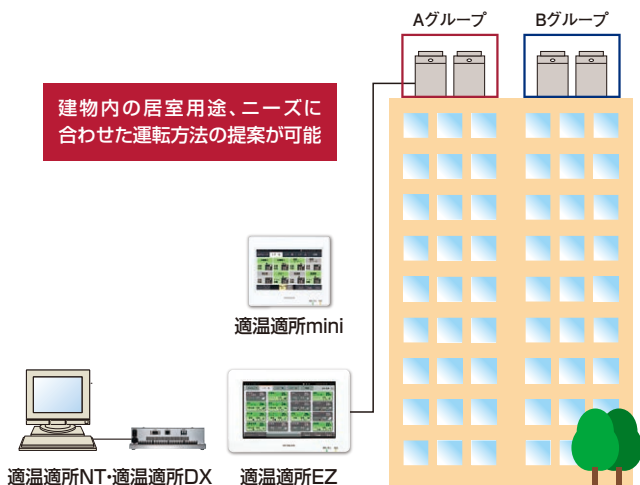 Aグループ
Bグループ
建物内の居室用途、ニーズに
合わせた運転方法の提案が可能
適温適所mini
適温適所NT・適温適所DX
適温適所EZ